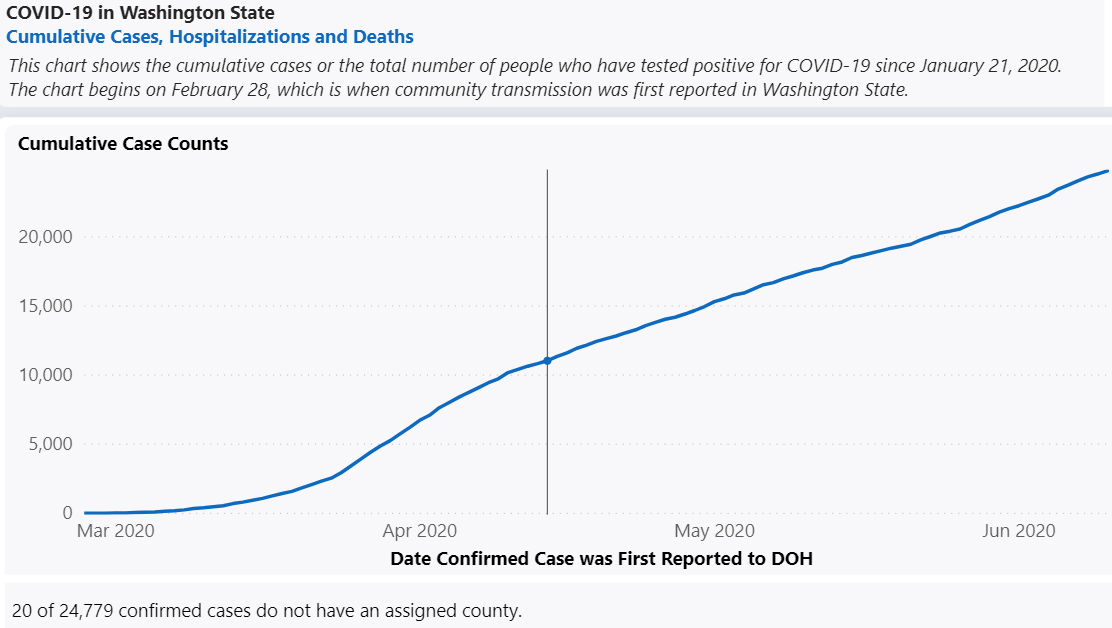 COVID-19 in Washington State
Cumulative Cases, Hospitalizations and Deaths
This chart shows the cumulative cases or the total number of people who have tested positive for COVID-19 since January 21, 2020.
The chart begins on February 28, which is when community transmission was first reported in Washington State.
Cumulative Case Counts
20,000
15,000
10,000
5,000
0
Mar 2020 Apr 2020 May 2020 Jun 2020
Date Confirmed Case was First Reported to DOH
20 of 24,779 confirmed cases do not have an assigned county.